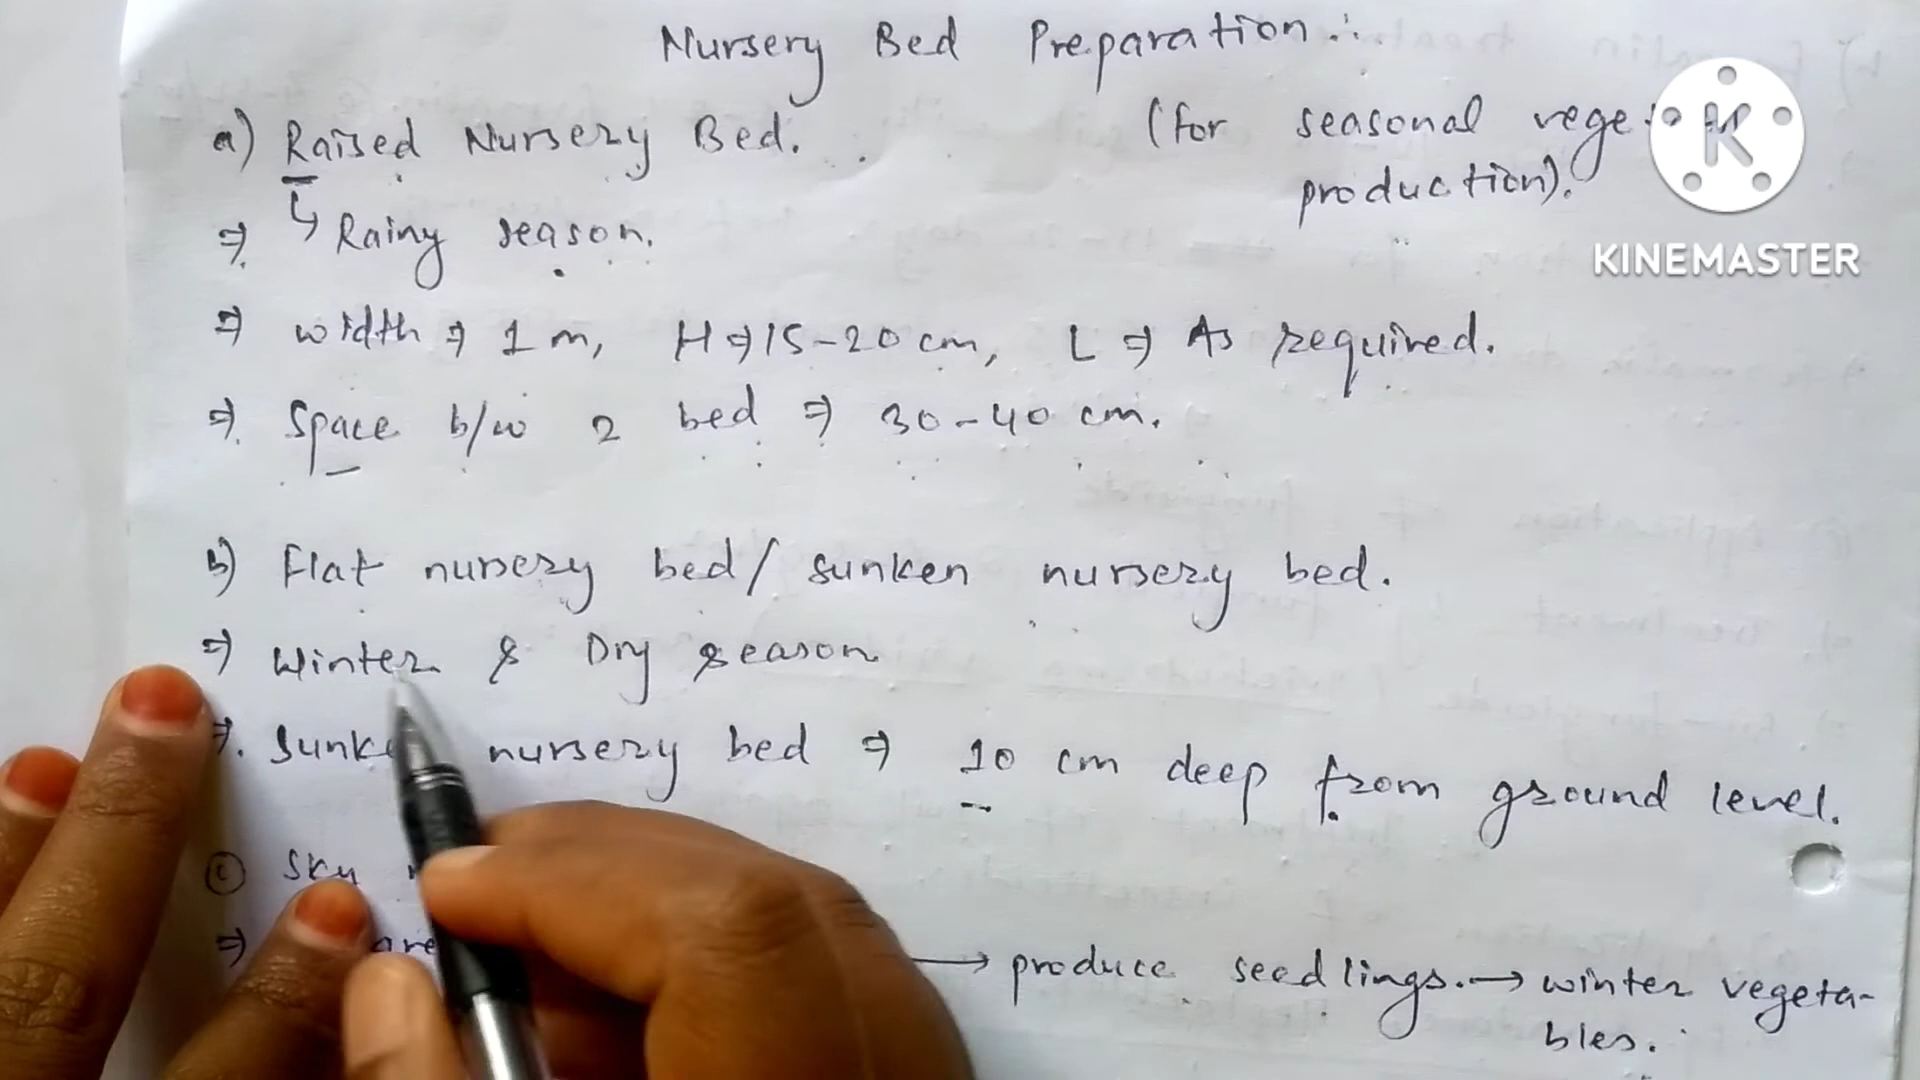 Nursery Bed Preparation :.
a) Raised Nursery Bed.
(for seasonal
production).
↳ Rainy season.
⇒ width ⇒ 1 m, H ⇒ 15-20 cm, L ⇒ As required.
⇒ Space b/w 2 bed ⇒ 30-40 cm.
b) Flat nursery bed/ sunken nursery bed.
⇒ Winter & Dry season
⇒. nursery bed ⇒ 10 cm deep from ground level.
c) Sky
⇒ → produce seedlings. → winter vegeta-
bles.
K
KINEMASTER